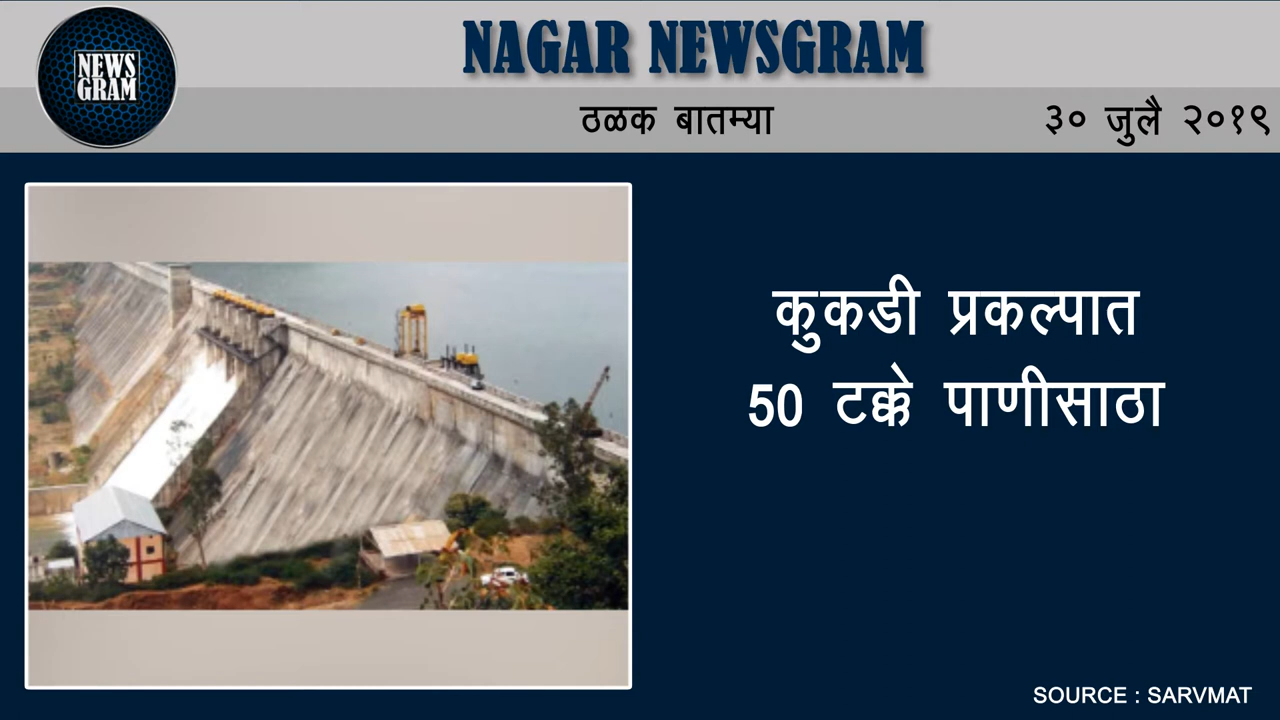 NEWS
GRAM
NAGAR NEWSGRAM
ठळक बातम्या
३० जुलै २०१९
कुकडी प्रकल्पात
50 टक्के पाणीसाठा
SOURCE : SARVMAT